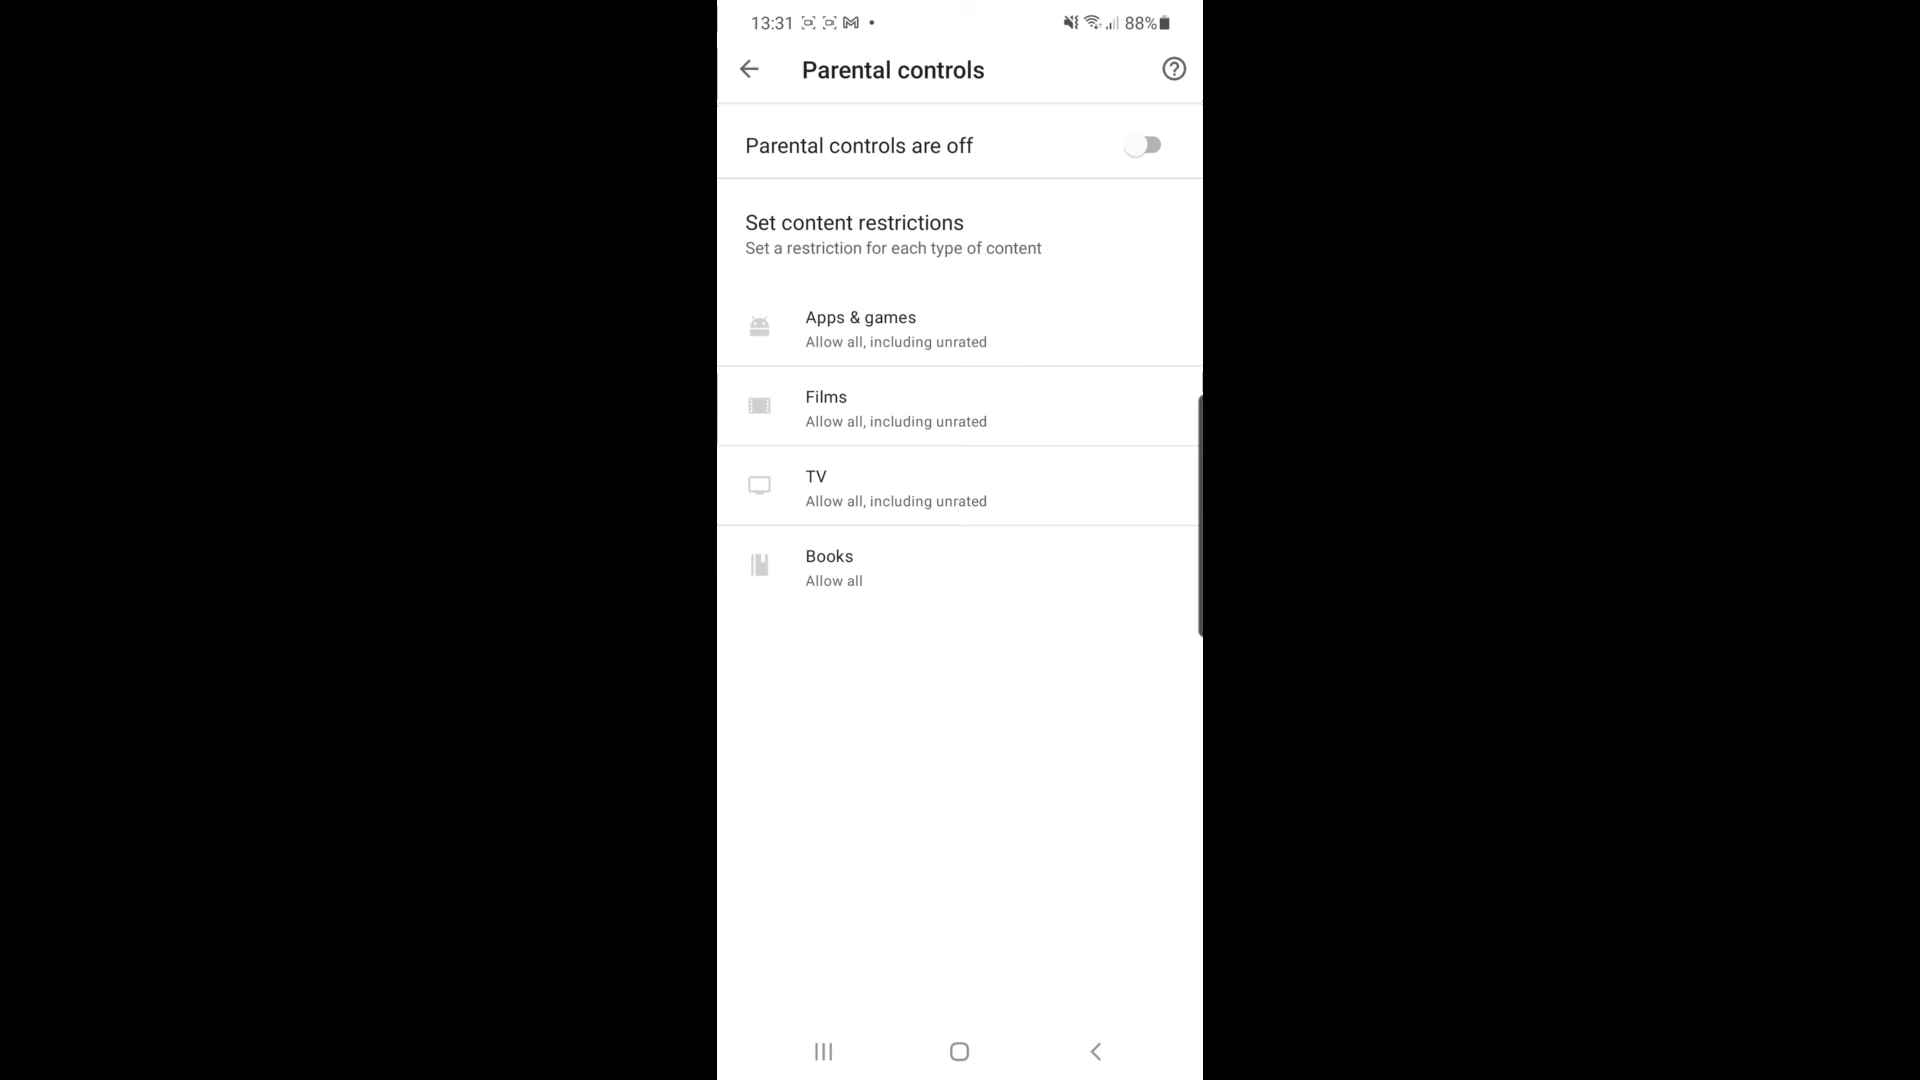 13:31 88%
Parental controls
Parental controls are off
Set content restrictions
Set a restriction for each type of content
Apps & games
Allow all, including unrated
Films
Allow all, including unrated
TV
Allow all, including unrated
Books
Allow all